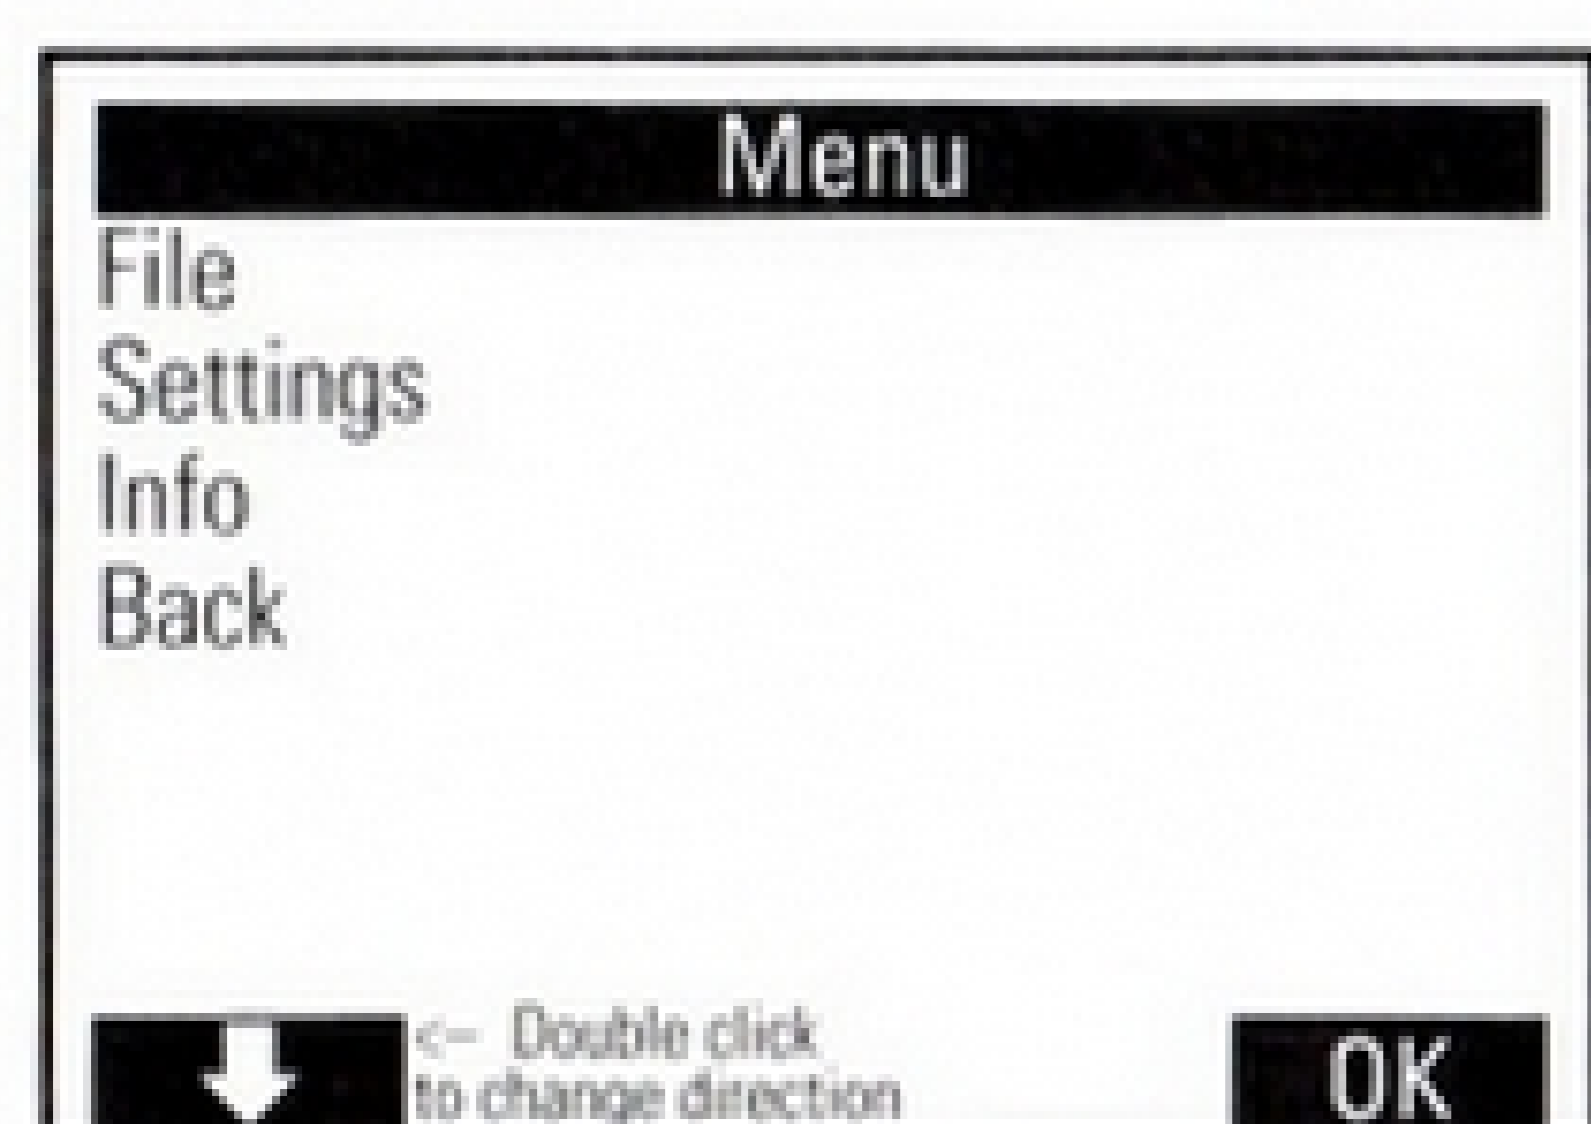 Menu
File
Settings
Info
Back
<- Double click
to change direction
OK